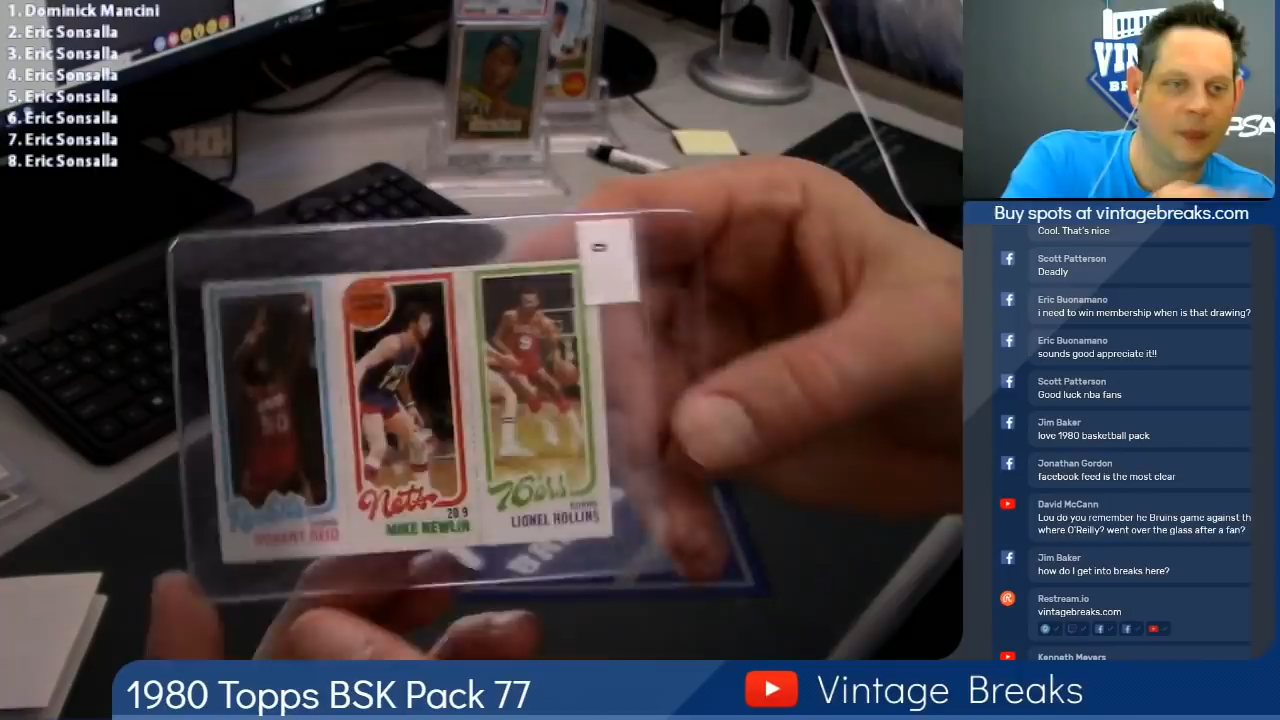 1. Dominick Mancini
2. Eric Sonsalla
3. Eric Sonsalla
4. Eric Sonsalla
5. Eric Sonsalla
6. Eric Sonsalla
7. Eric Sonsalla
8. Eric Sonsalla
Nets
76ers
20.9
MIKE NEWLIN
LIONEL HOLLINS
9
PSA
Buy spots at vintagebreaks.com
Cool. That's nice
Scott Patterson
Deadly
Eric Buonamano
i need to win membership when is that drawing?
Eric Buonamano
sounds good appreciate it!!
Scott Patterson
Good luck nba fans
Jim Baker
love 1980 basketball pack
Jonathan Gordon
facebook feed is the most clear
David McCann
Lou do you remember he Bruins game against th
where O'Reilly? went over the glass after a fan?
Jim Baker
how do I get into breaks here?
Restream.io
vintagebreaks.com
Kenneth Meyers
1980 Topps BSK Pack 77
Vintage Breaks